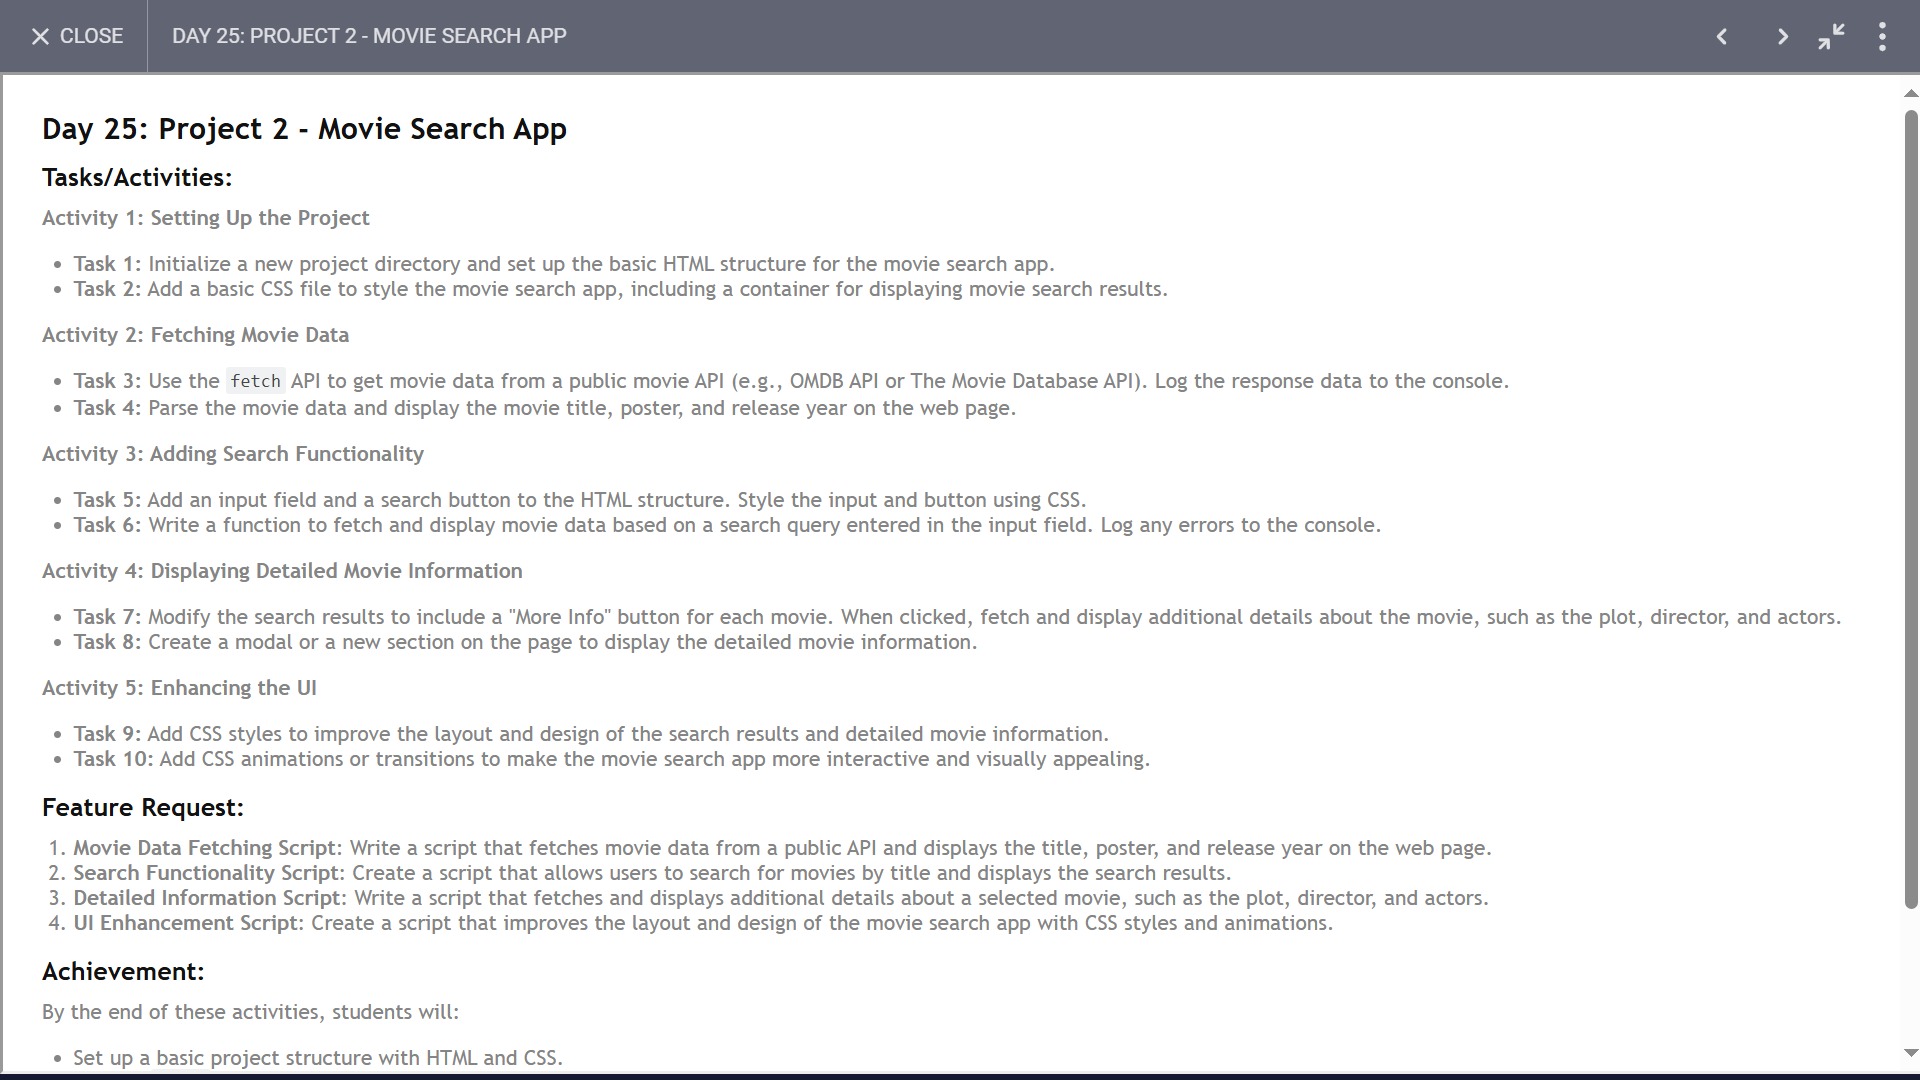 CLOSE
DAY 25: PROJECT 2 - MOVIE SEARCH APP
Day 25: Project 2 - Movie Search App
Tasks/Activities:
Activity 1: Setting Up the Project
Task 1: Initialize a new project directory and set up the basic HTML structure for the movie search app.
Task 2: Add a basic CSS file to style the movie search app, including a container for displaying movie search results.
Activity 2: Fetching Movie Data
Task 3: Use the fetch API to get movie data from a public movie API (e.g., OMDB API or The Movie Database API). Log the response data to the console.
Task 4: Parse the movie data and display the movie title, poster, and release year on the web page.
Activity 3: Adding Search Functionality
Task 5: Add an input field and a search button to the HTML structure. Style the input and button using CSS.
Task 6: Write a function to fetch and display movie data based on a search query entered in the input field. Log any errors to the console.
Activity 4: Displaying Detailed Movie Information
Task 7: Modify the search results to include a "More Info" button for each movie. When clicked, fetch and display additional details about the movie, such as the plot, director, and actors.
Task 8: Create a modal or a new section on the page to display the detailed movie information.
Activity 5: Enhancing the UI
Task 9: Add CSS styles to improve the layout and design of the search results and detailed movie information.
Task 10: Add CSS animations or transitions to make the movie search app more interactive and visually appealing.
Feature Request:
1. Movie Data Fetching Script: Write a script that fetches movie data from a public API and displays the title, poster, and release year on the web page.
2. Search Functionality Script: Create a script that allows users to search for movies by title and displays the search results.
3. Detailed Information Script: Write a script that fetches and displays additional details about a selected movie, such as the plot, director, and actors.
4. UI Enhancement Script: Create a script that improves the layout and design of the movie search app with CSS styles and animations.
Achievement:
By the end of these activities, students will:
Set up a basic project structure with HTML and CSS.